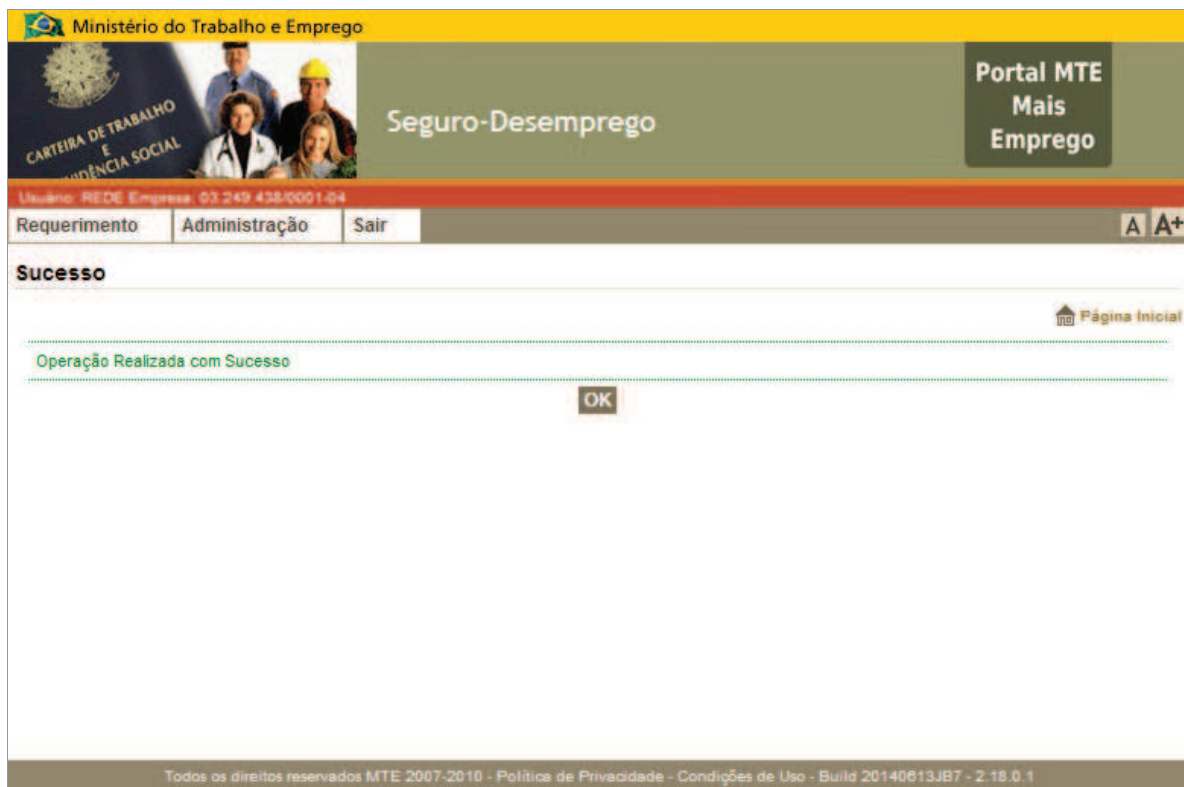 Ministério do Trabalho e Emprego
CARTEIRA DE TRABALHO
E
PREVIDÊNCIA SOCIAL
Seguro-Desemprego
Portal MTE
Mais
Emprego
Usuário: REDE Empresa: 03.249.438/0001-04
Requerimento Administração Sair A A+
Sucesso
Página Inicial
Operação Realizada com Sucesso
OK
Todos os direitos reservados MTE 2007-2010 - Política de Privacidade - Condições de Uso - Build 20140613JB7 - 2.18.0.1